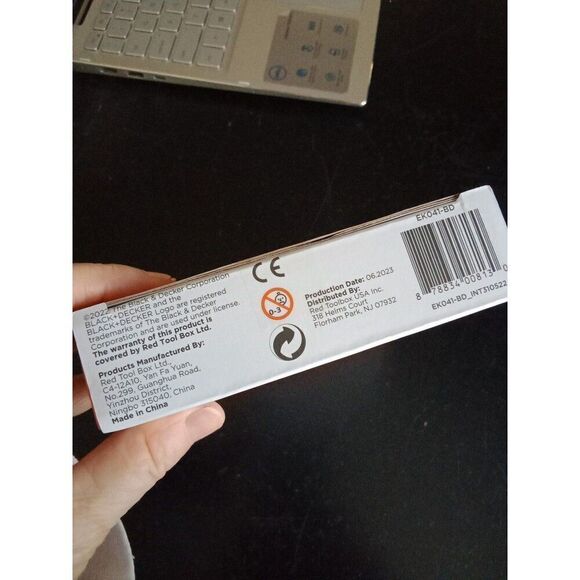 ©2022 The Black & Decker Corporation
BLACK+DECKER and the
BLACK+DECKER Logo are registered
trademarks of The Black & Decker
Corporation and are used under license.
The warranty of this product is
covered by Red Tool Box Ltd.
Products Manufactured By:
Red Tool Box Ltd.,
C4-12A10, Yan Fa Yuan,
No.299, Guanghua Road,
Yinzhou District,
Ningbo 315040, China
Made in China
CE
0-3
Production Date: 06.2023
Distributed By:
Red Toolbox USA Inc.
318 Helms Court
Florham Park, NJ 07932
EK041-BD
8 78834 00813 0
EK041-BD_INT310522